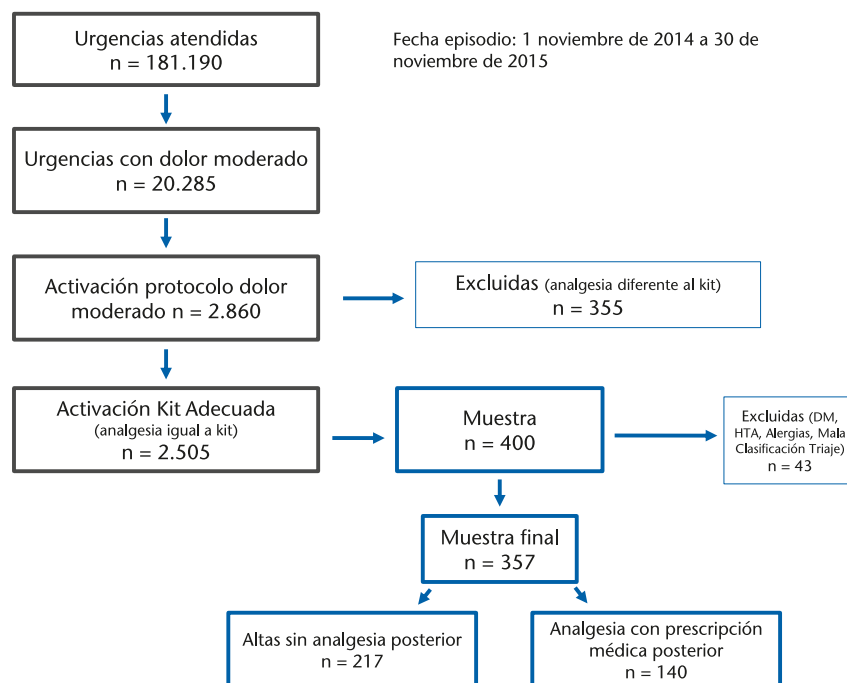 Urgencias atendidas
n = 181.190
Fecha episodio: 1 noviembre de 2014 a 30 de
noviembre de 2015
Urgencias con dolor moderado
n = 20.285
Activación protocolo dolor
moderado n = 2.860
Excluidas (analgesia diferente al kit)
n = 355
Activación Kit Adecuada
(analgesia igual a kit)
n = 2.505
Muestra
n = 400
Excluidas (DM,
HTA, Alergias, Mala
Clasificación Triaje)
n = 43
Muestra final
n = 357
Altas sin analgesia posterior
n = 217
Analgesia con prescripción
médica posterior
n = 140